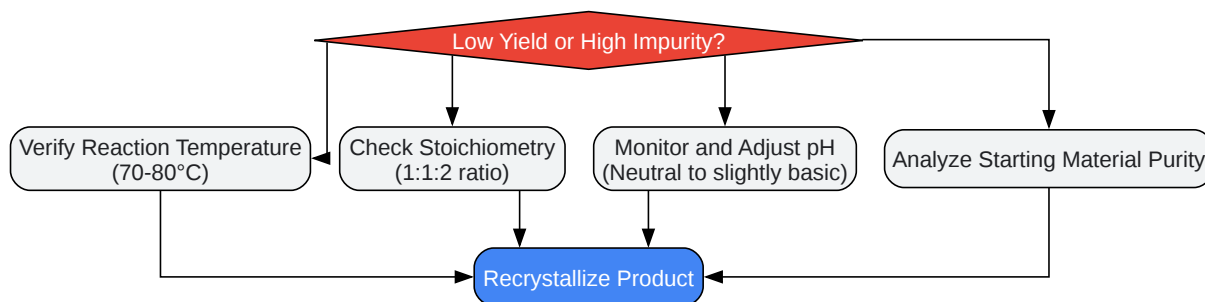 Low Yield or High Impurity?
Verify Reaction Temperature
(70-80°C)
Check Stoichiometry
(1:1:2 ratio)
Monitor and Adjust pH
(Neutral to slightly basic)
Analyze Starting Material Purity
Recrystallize Product